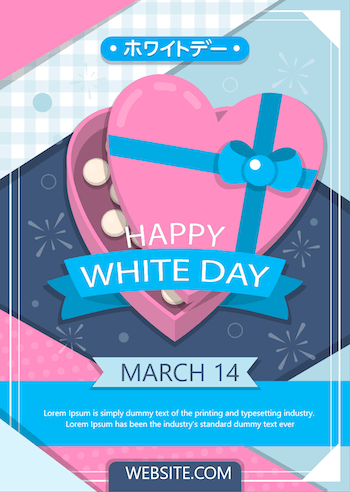 ホワイトデー
HAPPY
WHITE DAY
MARCH 14
Lorem Ipsum is simply dummy text of the printing and typesetting industry.
Lorem Ipsum has been the industry's standard dummy text
ever since
WEBSITE.COM